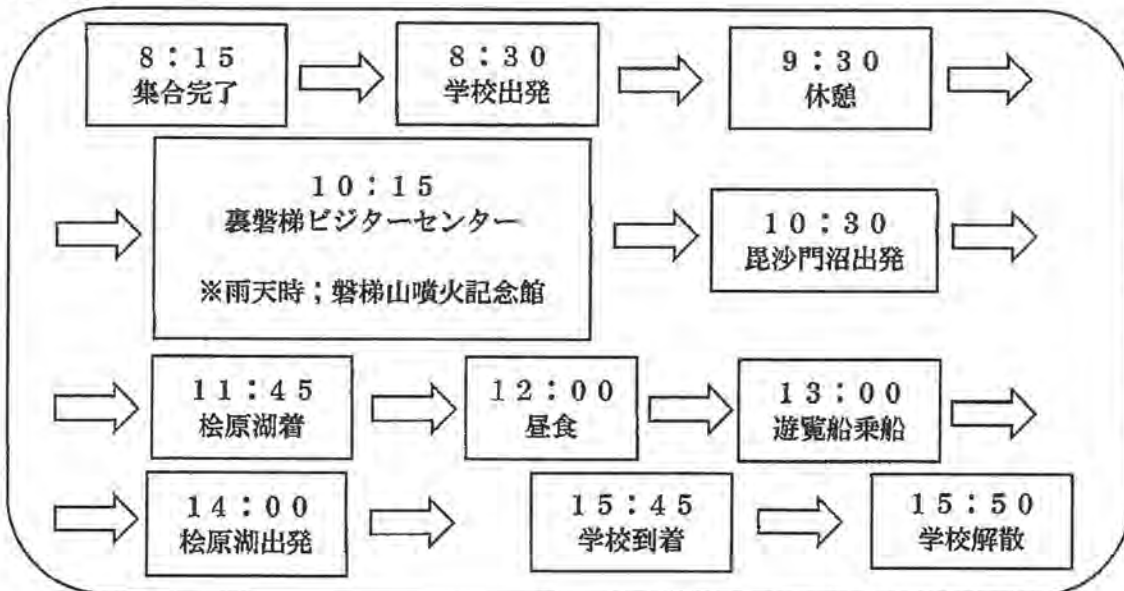 8：15
集合完了
8：30
学校出発
9：30
休憩
10：15
裏磐梯ビジターセンター
※雨天時；磐梯山噴火記念館
10：30
毘沙門沼出発
11：45
桧原湖着
12：00
昼食
13：00
遊覧船乗船
14：00
桧原湖出発
15：45
学校到着
15：50
学校解散